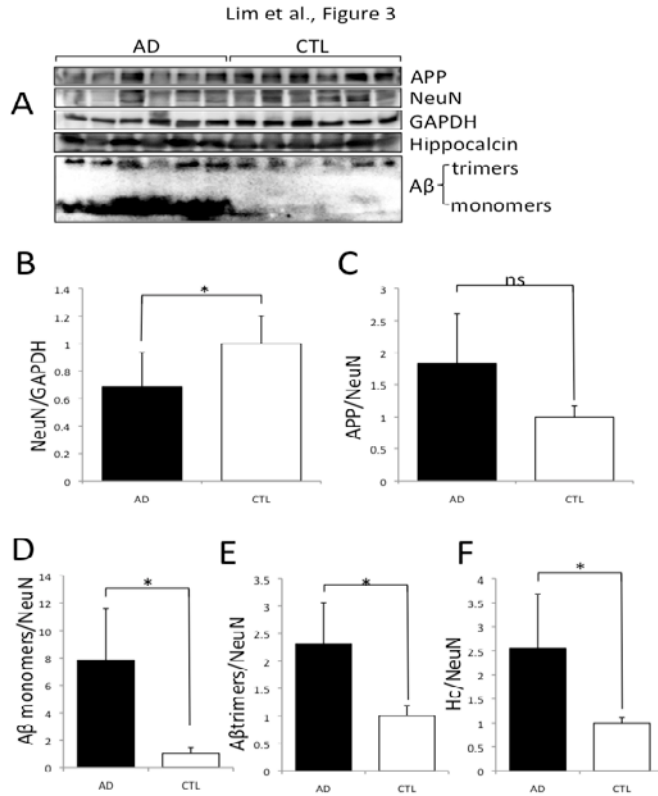 Lim et al., Figure 3
AD CTL
A
APP
NeuN
GAPDH
Hippocalcin
Aβ
trimers
monomers
B
*
NeuN/GAPDH
1.4
1.2
1
0.8
0.6
0.4
0.2
0
AD CTL
C
ns
APP/NeuN
3
2.5
2
1.5
1
0.5
0
AD CTL
D
*
Aβ monomers/NeuN
14
12
10
8
6
4
2
0
AD CTL
E
*
Aβtrimers/NeuN
3.5
3
2.5
2
1.5
1
0.5
0
AD CTL
F
*
Hc/NeuN
4
3.5
3
2.5
2
1.5
1
0.5
0
AD CTL